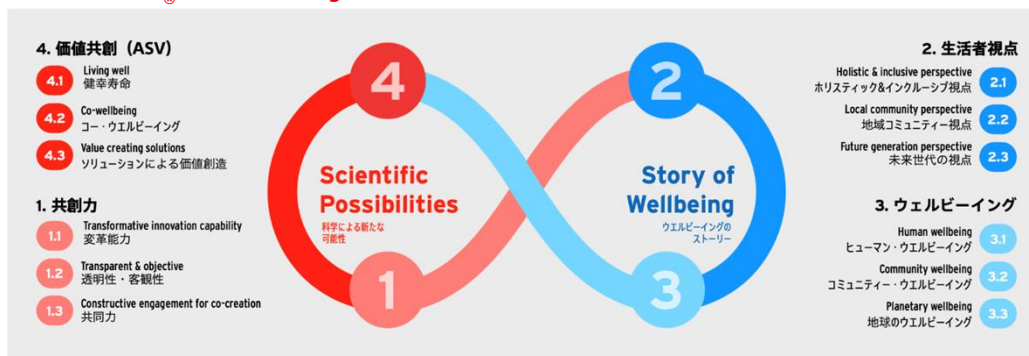 ®
4. 価値共創（ASV）
4.1
Living well
健幸寿命
4.2
Co-wellbeing
コー・ウエルビーイング
4.3
Value creating solutions
ソリューションによる価値創造
1. 共創力
1.1
Transformative innovation capability
変革能力
1.2
Transparent & objective
透明性・客観性
1.3
Constructive engagement for co-creation
共同力
4
2
Scientific
Possibilities
科学による新たな
可能性
Story of
Wellbeing
ウエルビーイングの
ストーリー
1
3
2. 生活者視点
Holistic & inclusive perspective
ホリスティック&インクルーシブ視点
2.1
Local community perspective
地域コミュニティー視点
2.2
Future generation perspective
未来世代の視点
2.3
3. ウェルビーイング
Human wellbeing
ヒューマン・ウエルビーイング
3.1
Community wellbeing
コミュニティー・ウエルビーイング
3.2
Planetary wellbeing
地球のウエルビーイング
3.3